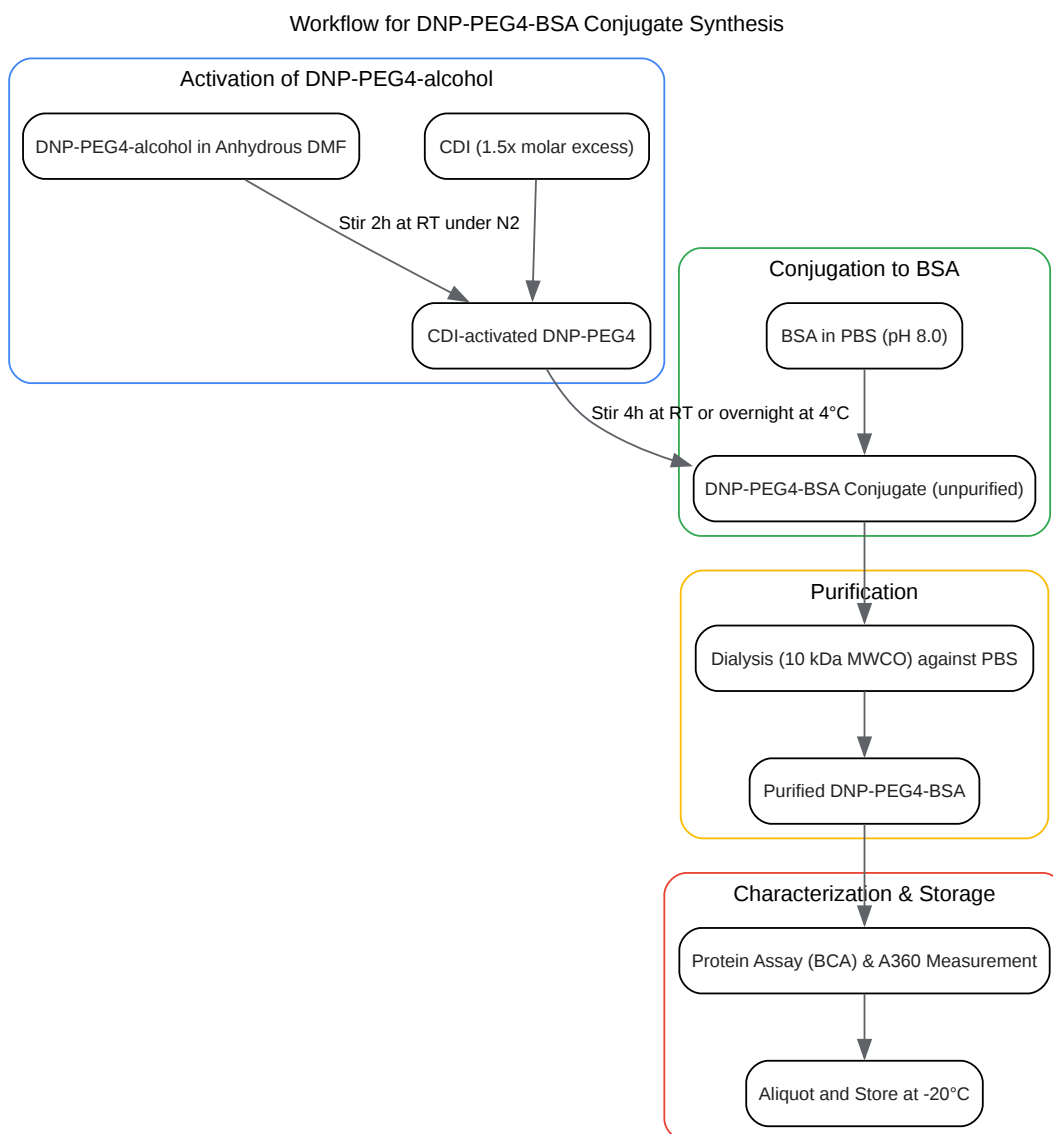 Workflow for DNP-PEG4-BSA Conjugate Synthesis
Activation of DNP-PEG4-alcohol
DNP-PEG4-alcohol in Anhydrous DMF
CDI (1.5x molar excess)
Stir 2h at RT under N2
CDI-activated DNP-PEG4
Conjugation to BSA
BSA in PBS (pH 8.0)
Stir 4h at RT or overnight at 4°C
DNP-PEG4-BSA Conjugate (unpurified)
Purification
Dialysis (10 kDa MWCO) against PBS
Purified DNP-PEG4-BSA
Characterization & Storage
Protein Assay (BCA) & A360 Measurement
Aliquot and Store at -20°C